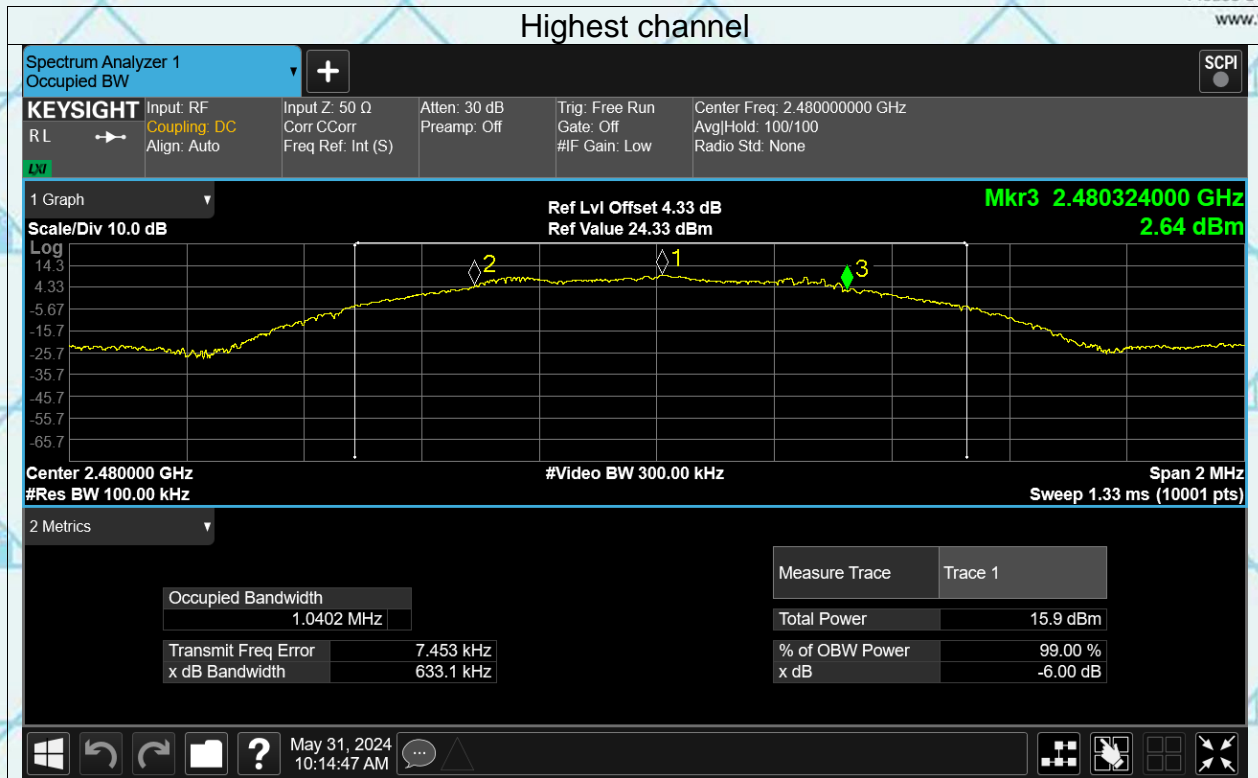 www.
Highest channel
Spectrum Analyzer 1
Occupied BW
+
SCPI
KEYSIGHT
R L
LXI
Input: RF
Coupling: DC
Align: Auto
Input Z: 50 Ω
Corr CCorr
Freq Ref: Int (S)
Atten: 30 dB
Preamp: Off
Trig: Free Run
Gate: Off
#IF Gain: Low
Center Freq: 2.480000000 GHz
Avg|Hold: 100/100
Radio Std: None
1 Graph
Scale/Div 10.0 dB
Ref Lvl Offset 4.33 dB
Ref Value 24.33 dBm
Mkr3 2.480324000 GHz
2.64 dBm
Log
14.3
4.33
-5.67
-15.7
-25.7
-35.7
-45.7
-55.7
-65.7
2
1
3
Center 2.480000 GHz
#Res BW 100.00 kHz
#Video BW 300.00 kHz
Span 2 MHz
Sweep 1.33 ms (10001 pts)
2 Metrics
Occupied Bandwidth
1.0402 MHz
Transmit Freq Error 7.453 kHz
x dB Bandwidth 633.1 kHz
Measure Trace Trace 1
Total Power 15.9 dBm
% of OBW Power 99.00 %
x dB -6.00 dB
?
May 31, 2024
10:14:47 AM